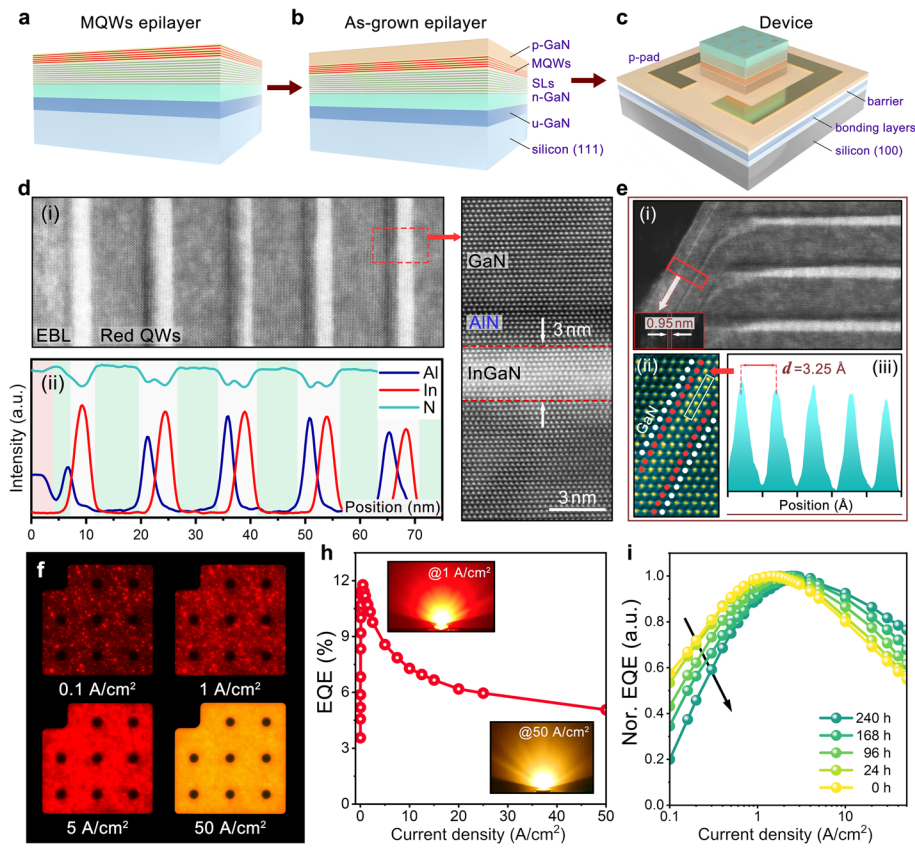 a
MQWs epilayer
b
As-grown epilayer
p-GaN
MQWs
SLs
n-GaN
u-GaN
silicon (111)
c
Device
p-pad
barrier
bonding layers
silicon (100)
d
(i)
EBL
Red QWs
GaN
AlN
3 nm
InGaN
3 nm
(ii)
Al
In
N
Intensity (a.u.)
0 10 20 30 40 50 60 70
Position (nm)
e
(i)
0.95 nm
(ii)
GaN
d =3.25 Å
(iii)
Position (Å)
f
0.1 A/cm²
1 A/cm²
5 A/cm²
50 A/cm²
h
EQE (%)
12
9
6
3
0
@1 A/cm²
@50 A/cm²
0 10 20 30 40 50
Current density (A/cm²)
i
Nor. EQE (a.u.)
1.0
0.8
0.6
0.4
0.2
0.0
240 h
168 h
96 h
24 h
0 h
0.1 1 10
Current density (A/cm²)